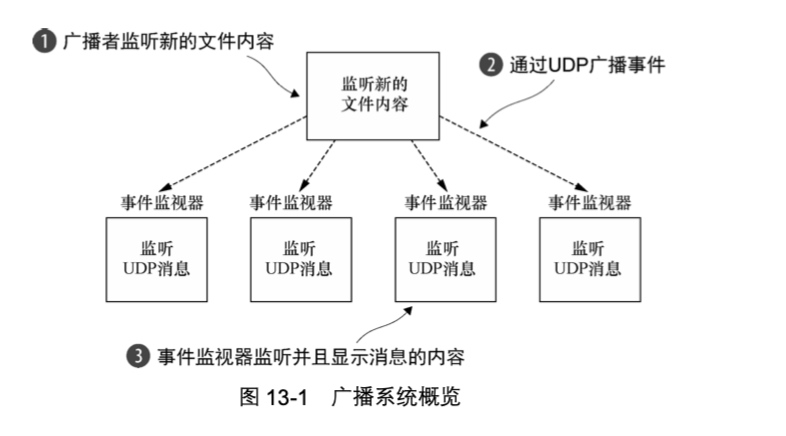 ❶ 广播者监听新的文件内容
监听新的
文件内容
❷ 通过UDP广播事件
事件监视器
事件监视器
事件监视器
事件监视器
监听
UDP消息
监听
UDP消息
监听
UDP消息
监听
UDP消息
❸ 事件监视器监听并且显示消息的内容
图 13-1 广播系统概览